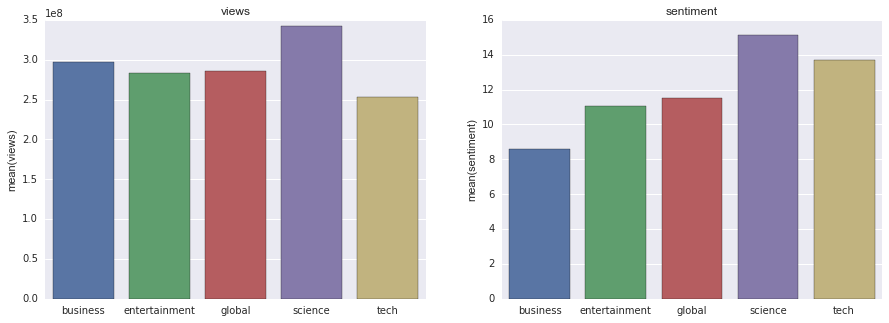 views
1e8
3.5
3.0
2.5
2.0
1.5
1.0
0.5
0.0
mean(views)
business entertainment global science tech
sentiment
16
14
12
10
8
6
4
2
0
mean(sentiment)
business entertainment global science tech